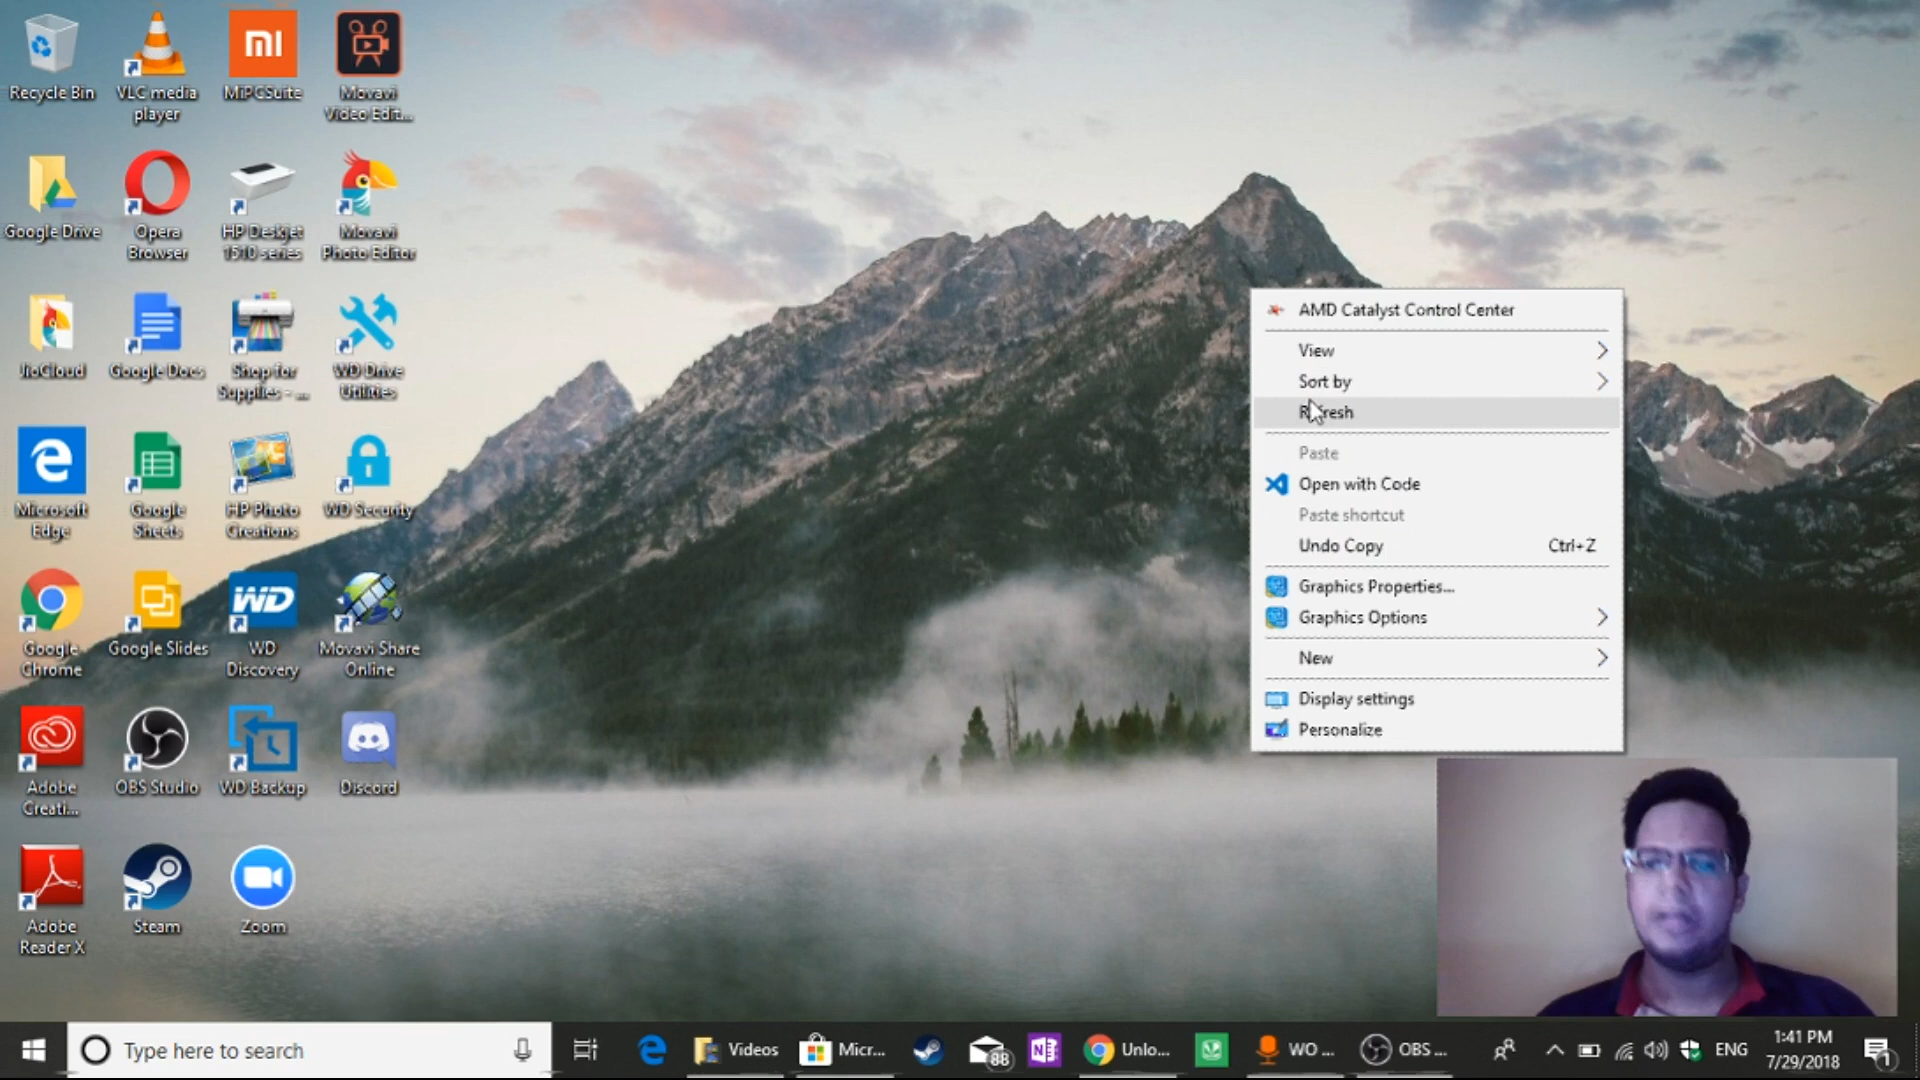 Recycle Bin
VLC media
player
MiPCSuite
Movavi
Video Edit...
Google Drive
Opera
Browser
HP Deskjet
1510 series
Movavi
Photo Editor
JioCloud
Google Docs
Shop for
Supplies - ...
WD Drive
Utilities
Microsoft
Edge
Google
Sheets
HP Photo
Creations
WD Security
Google
Chrome
Google Slides
WD
WD
Discovery
Movavi Share
Online
Adobe
Creati...
OBS Studio
WD Backup
Discord
Adobe
Reader X
Steam
Zoom
AMD Catalyst Control Center
View
Sort by
Refresh
Paste
Open with Code
Paste shortcut
Undo Copy Ctrl+Z
Graphics Properties...
Graphics Options
New
Display settings
Personalize
Type here to search
Videos
Micr...
88
N
Unlo...
WO ...
OBS ...
ENG
1:41 PM
7/29/2018
1